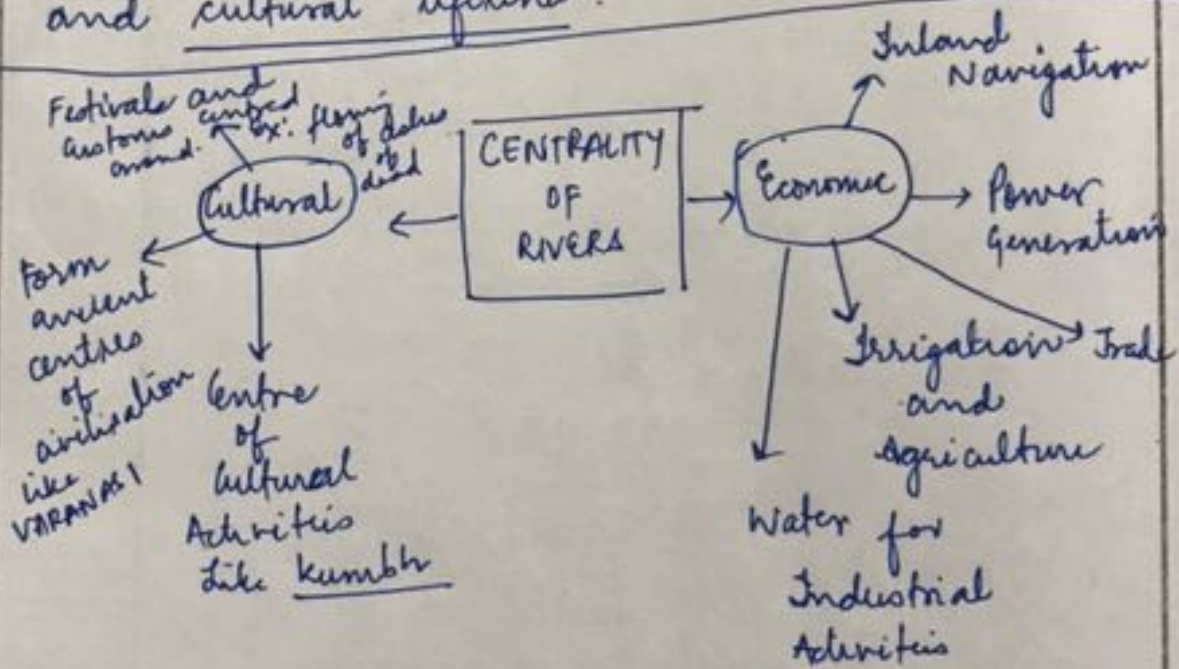 and cultural lifeline.
Festivals and
customs centred
around.
ex: flowing
of ashes
of
dead
Cultural
Form
ancient
centres
of
civilization
like
VARANASI
Centre
of
Cultural
Activities
Like Kumbh
CENTRALITY
OF
RIVERS
Economic
Inland
Navigation
Power
Generation
Trade
Irrigation
and
Agriculture
Water for
Industrial
Activities